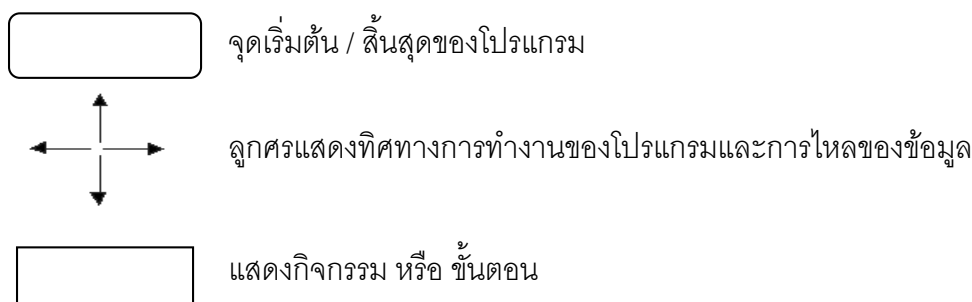 จุดเริ่มต้น / สิ้นสุดของโปรแกรม
ลูกศรแสดงทิศทางการทำงานของโปรแกรมและการไหลของข้อมูล
แสดงกิจกรรม หรือ ขั้นตอน